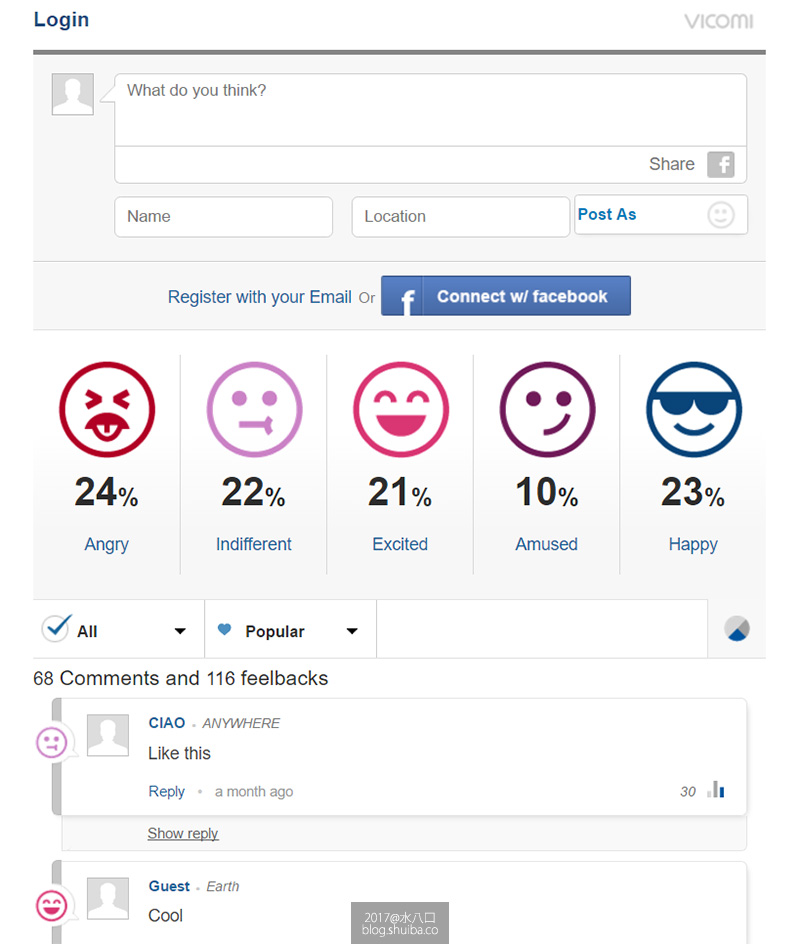 Login
VICOMI
What do you think?
Share
Name
Location
Post As
Register with your Email Or
Connect w/ facebook
24%
22%
21%
10%
23%
Angry
Indifferent
Excited
Amused
Happy
All
Popular
68 Comments and 116 feelbacks
CIAO • ANYWHERE
Like this
Reply • a month ago
30
Show reply
Guest • Earth
Cool
2017@水八口
blog.shuiba.co